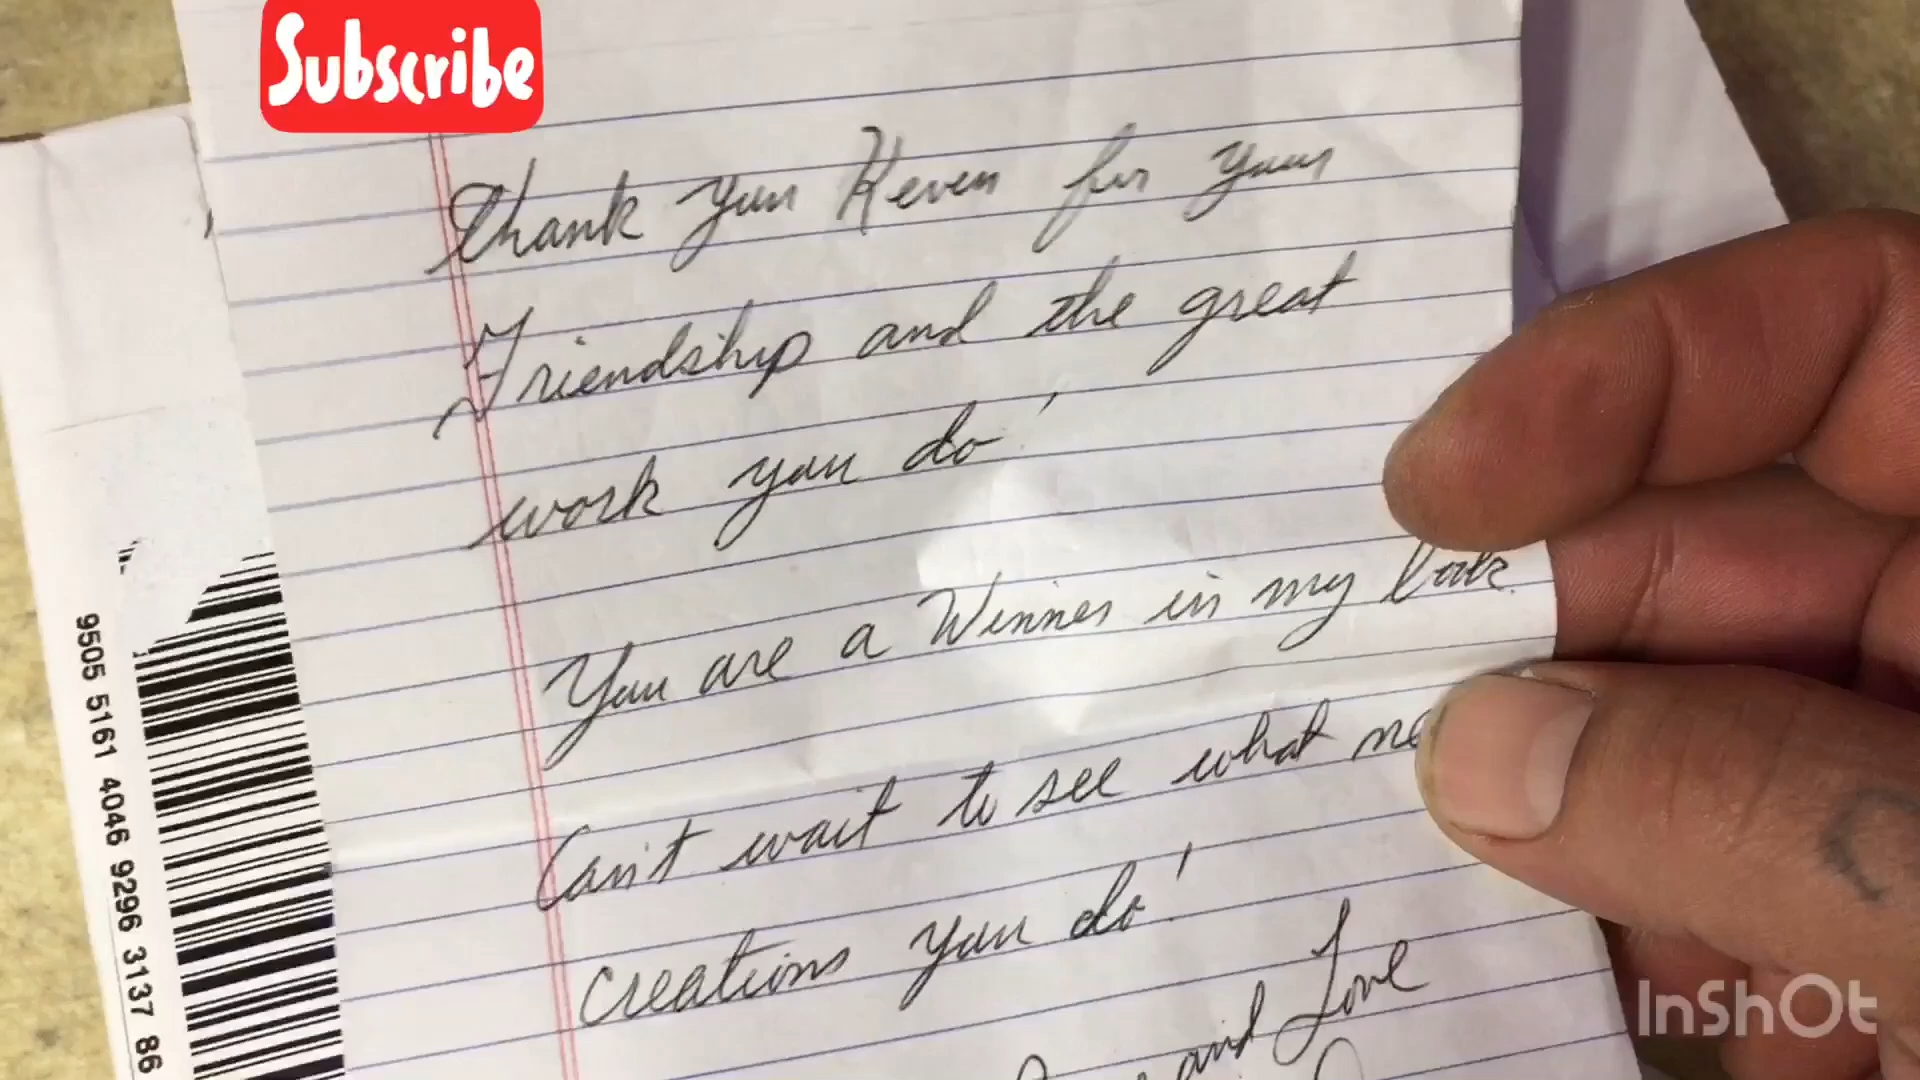 Subscribe
Thank you Keven for your
Friendship and the great
work you do!
You are a Winner in my book.
Can't wait to see what
creations you do!
and Love
9505 5161 4046 9296 3137 86
InShOt